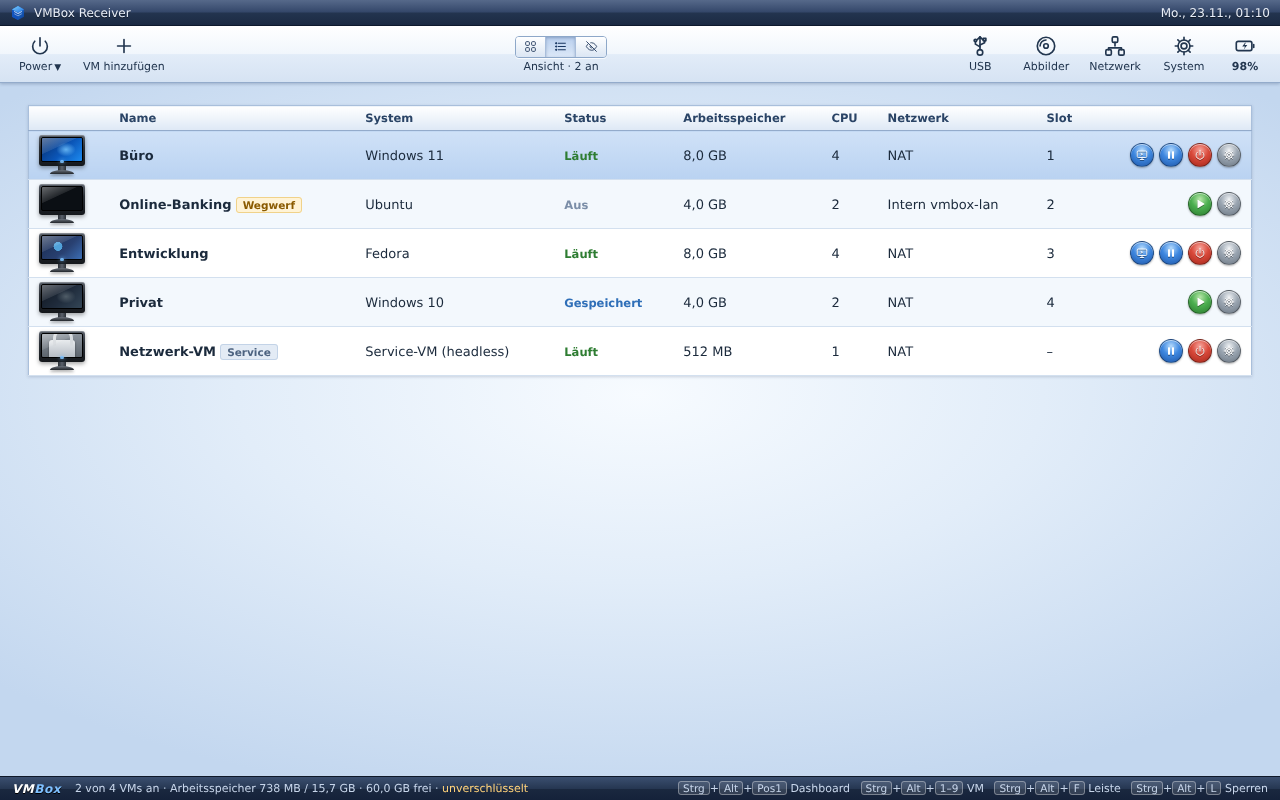 VMBox Receiver
Mo., 23.11., 01:10
Power▼
VM hinzufügen
Ansicht · 2 an
USB
Abbilder
Netzwerk
System
98%
Name System Status Arbeitsspeicher CPU Netzwerk Slot
Büro Windows 11 Läuft 8,0 GB 4 NAT 1
Online-Banking Wegwerf Ubuntu Aus 4,0 GB 2 Intern vmbox-lan 2
Entwicklung Fedora Läuft 8,0 GB 4 NAT 3
Privat Windows 10 Gespeichert 4,0 GB 2 NAT 4
Netzwerk-VM Service Service-VM (headless) Läuft 512 MB 1 NAT –
VMBox 2 von 4 VMs an · Arbeitsspeicher 738 MB / 15,7 GB · 60,0 GB frei · unverschlüsselt
Strg+Alt+Pos1 Dashboard Strg+Alt+1–9 VM Strg+Alt+F Leiste Strg+Alt+L Sperren